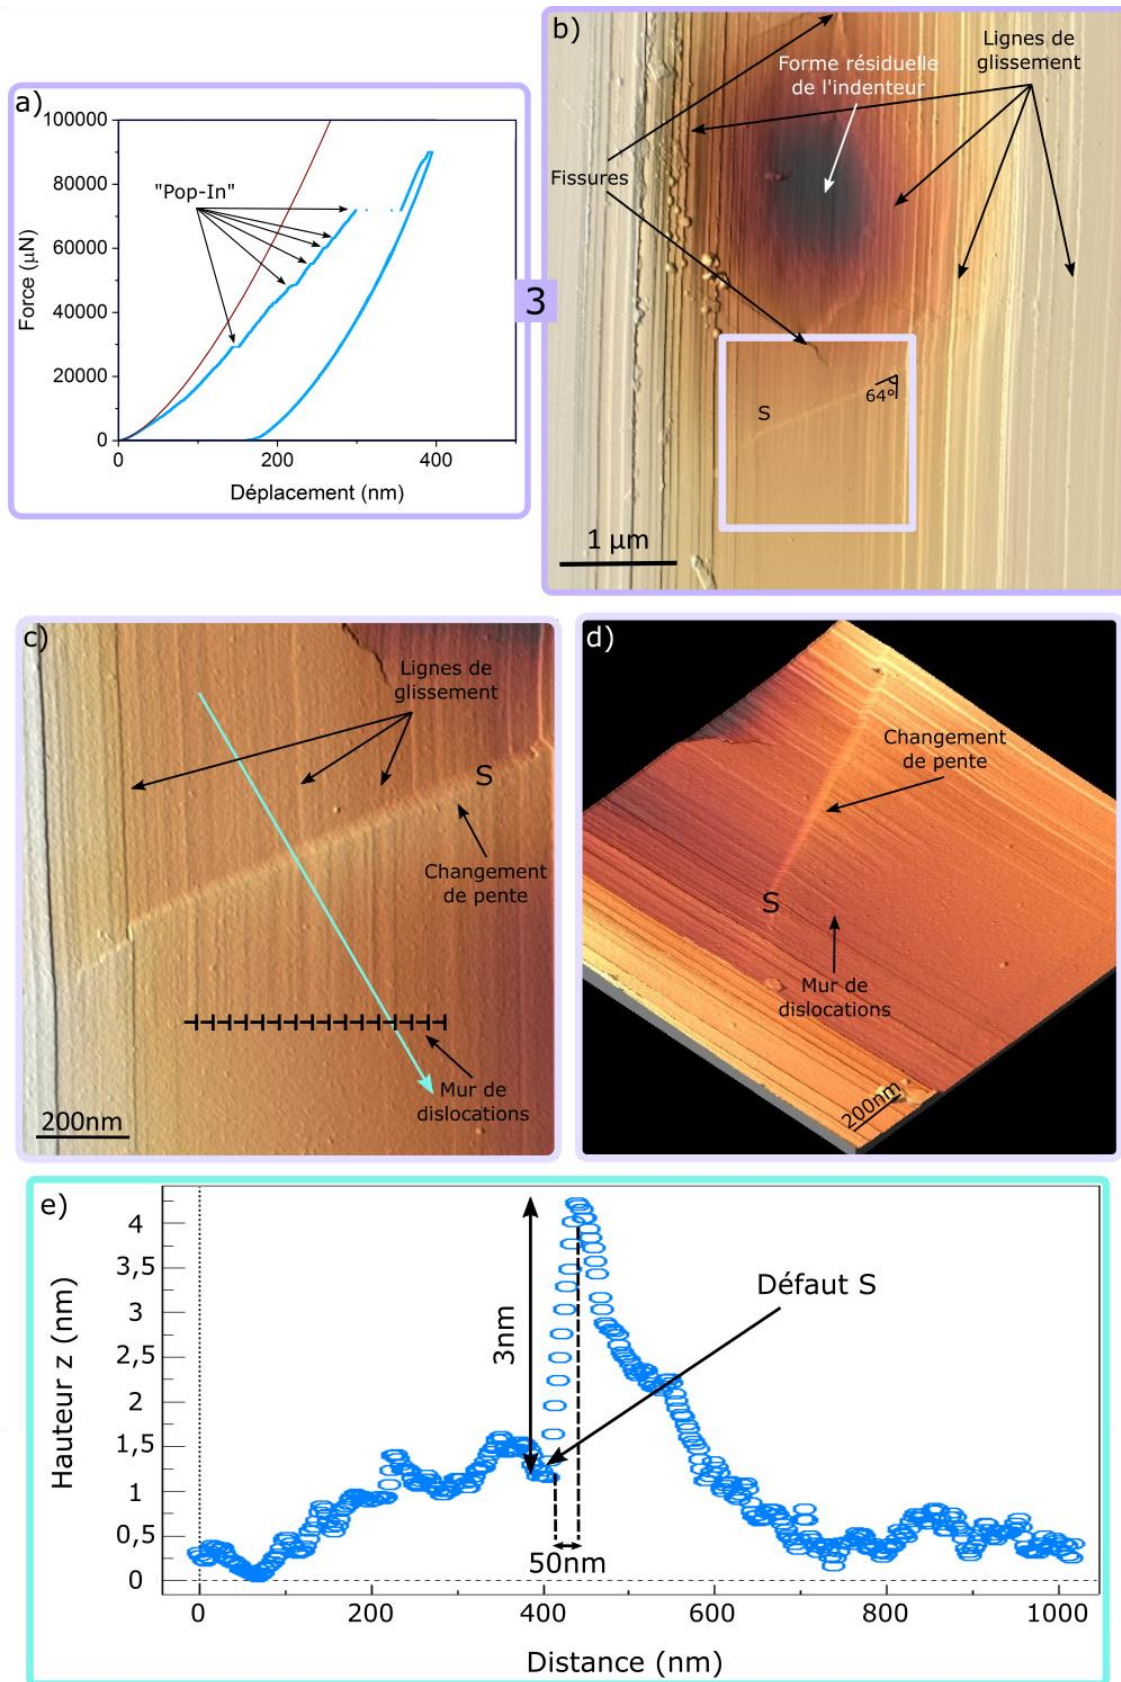 a)
100000
80000
60000
40000
20000
0
Force (µN)
"Pop-In"
0
200
400
Déplacement (nm)
3
b)
Forme résiduelle
de l'indenteur
Lignes de
glissement
Fissures
S
64°
1 µm
c)
Lignes de
glissement
S
Changement
de pente
Mur de
dislocations
200nm
d)
Changement
de pente
S
Mur de
dislocations
200nm
e)
Hauteur z (nm)
4
3,5
3
2,5
2
1,5
1
0,5
0
3nm
Défaut S
50nm
0
200
400
600
800
1000
Distance (nm)